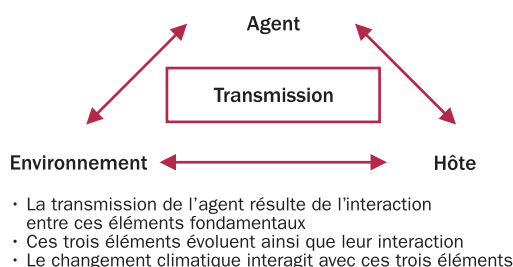 Agent
Transmission
Environnement
Hôte
• La transmission de l'agent résulte de l'interaction
entre ces éléments fondamentaux
• Ces trois éléments évoluent ainsi que leur interaction
• Le changement climatique interagit avec ces trois éléments